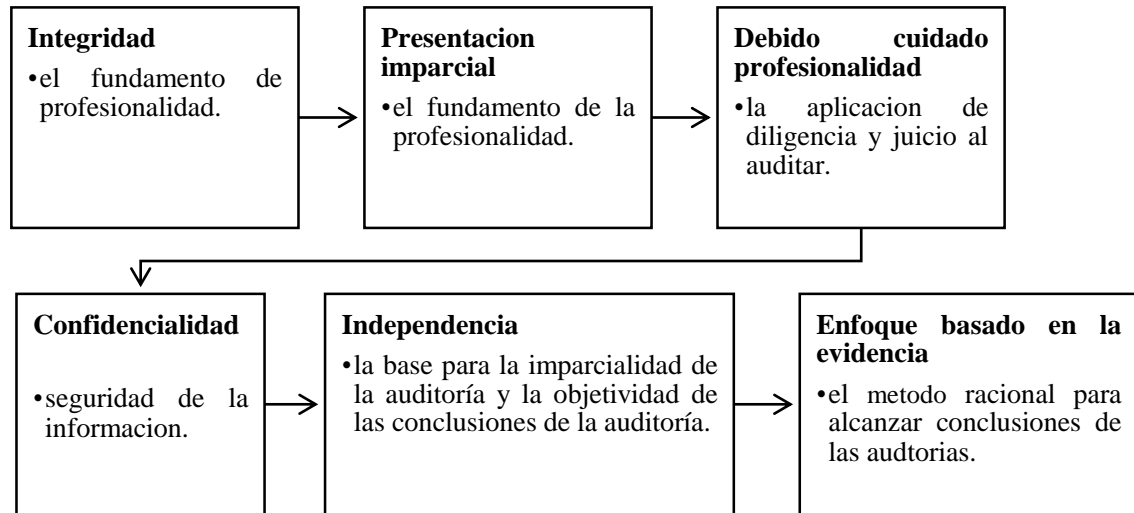 Integridad
•el fundamento de
profesionalidad.
Presentacion
imparcial
•el fundamento de la
profesionalidad.
Debido cuidado
profesionalidad
•la aplicacion de
diligencia y juicio al
auditar.
Confidencialidad
•seguridad de la
informacion.
Independencia
•la base para la imparcialidad de
la auditoría y la objetividad de
las conclusiones de la auditoría.
Enfoque basado en la
evidencia
•el metodo racional para
alcanzar conclusiones de
las audtorias.